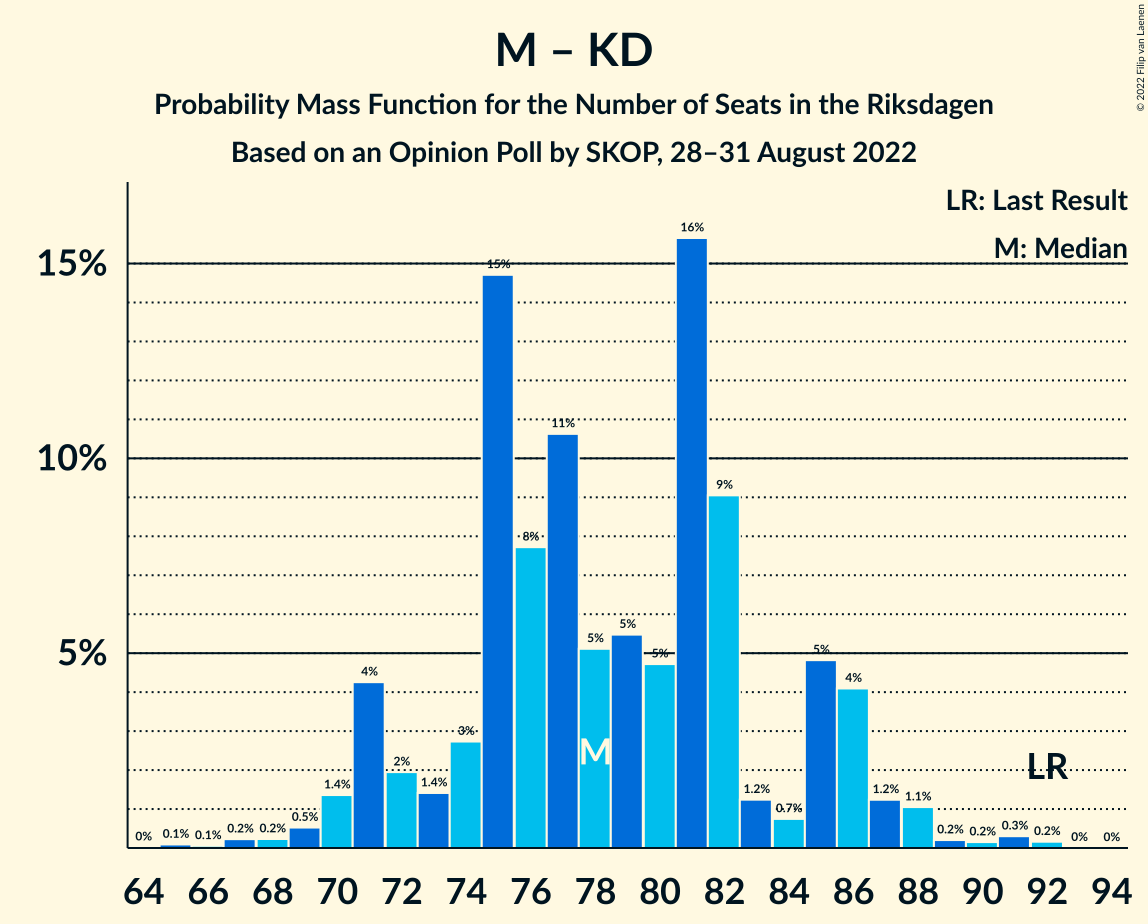 M – KD
Probability Mass Function for the Number of Seats in the Riksdagen
Based on an Opinion Poll by SKOP, 28–31 August 2022
© 2022 Filip van Laenen
LR: Last Result
M: Median
15%
10%
5%
0% 0.1% 0.1% 0.2% 0.2% 0.5% 1.4% 4% 2% 1.4% 3% 15% 8% 11% 5% 5% 5% 16% 9% 1.2% 0.7% 5% 4% 1.2% 1.1% 0.2% 0.2% 0.3% 0.2% 0% 0%
M
LR
64 66 68 70 72 74 76 78 80 82 84 86 88 90 92 94